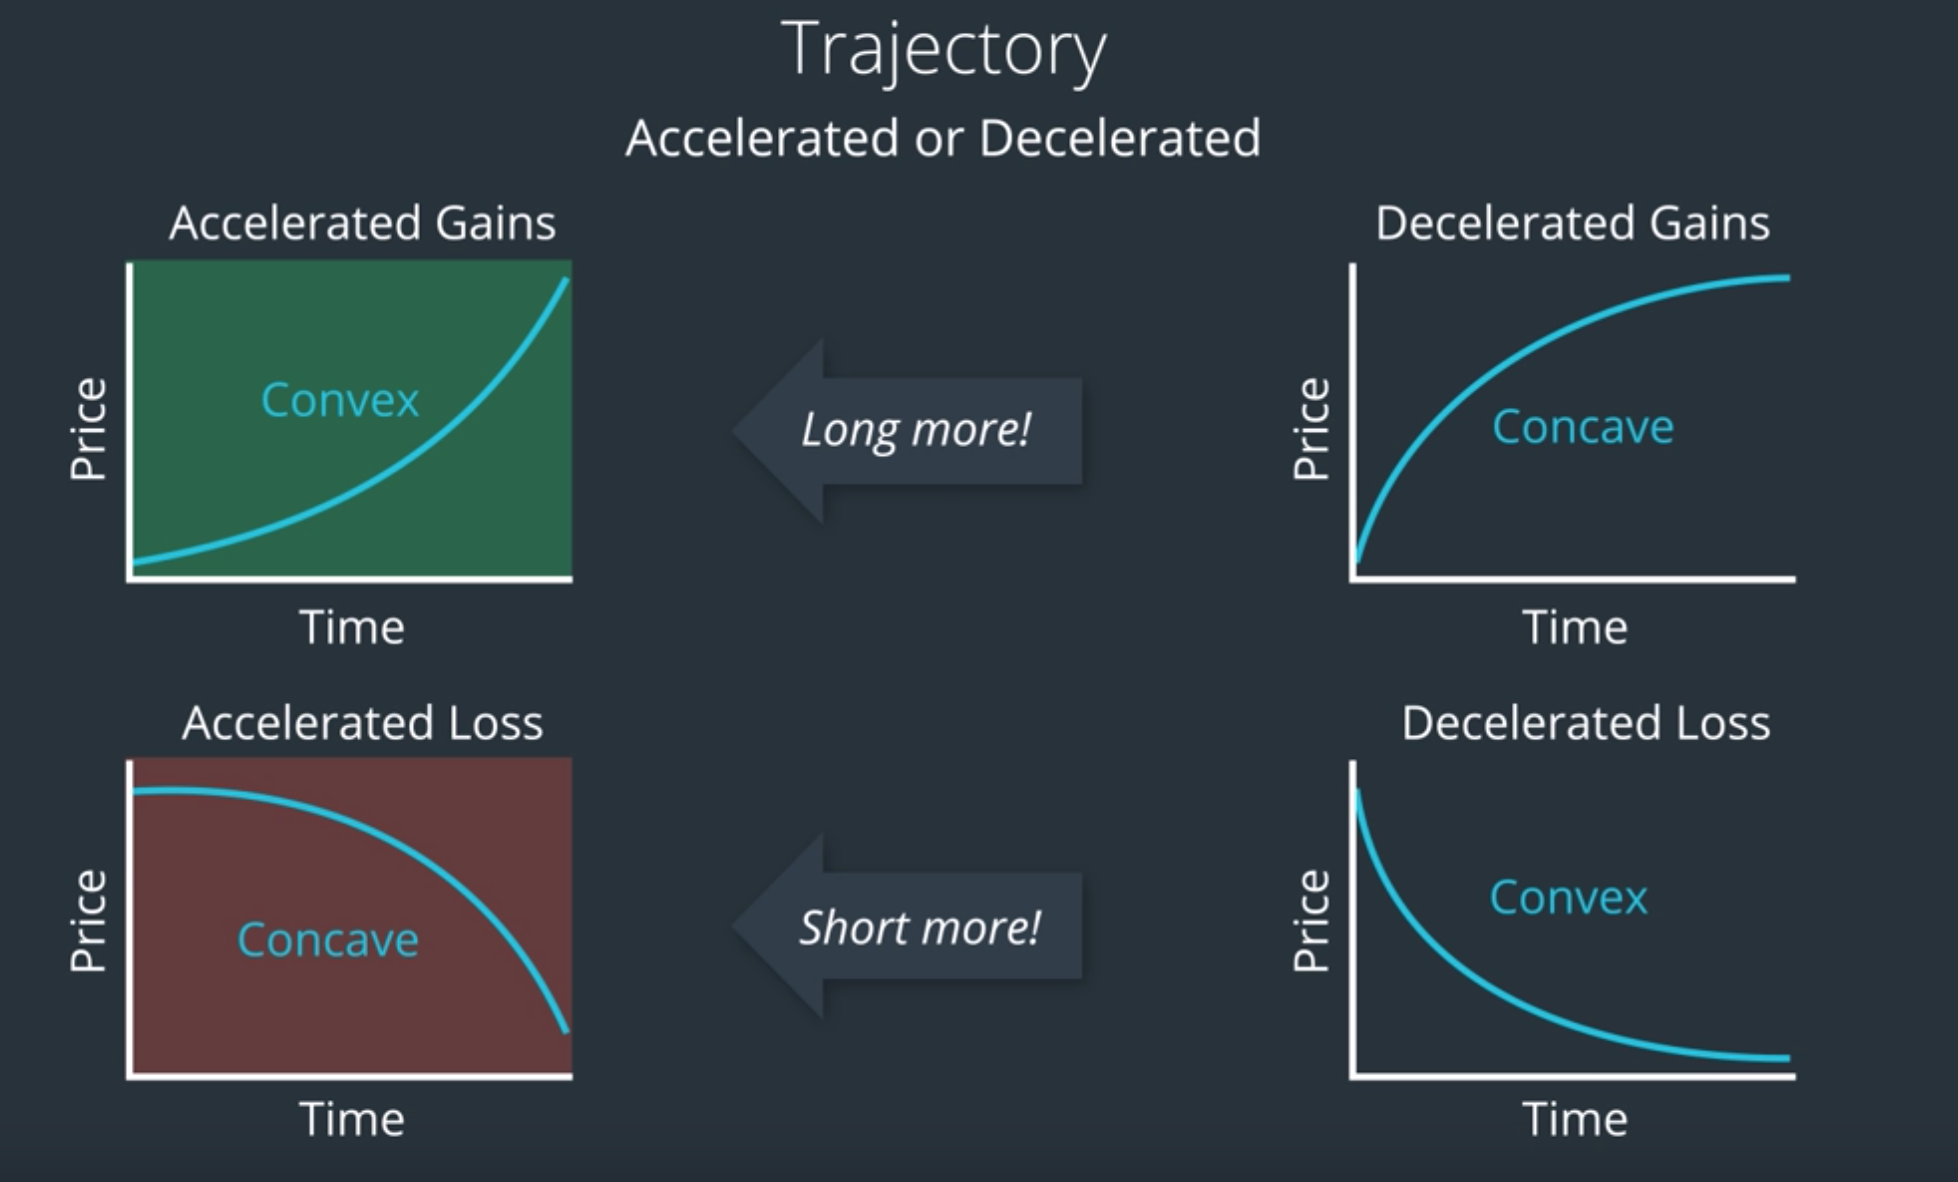 Trajectory
Accelerated or Decelerated
Accelerated Gains
Price
Convex
Time
Long more!
Decelerated Gains
Price
Concave
Time
Accelerated Loss
Price
Concave
Time
Short more!
Decelerated Loss
Price
Convex
Time